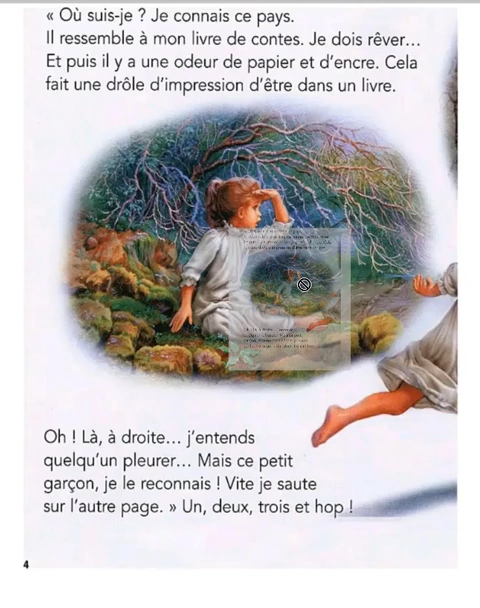 « Où suis-je ? Je connais ce pays.
Il ressemble à mon livre de contes. Je dois rêver...
Et puis il y a une odeur de papier et d'encre. Cela
fait une drôle d'impression d'être dans un livre.
Oh ! Là, à droite... j'entends
quelqu'un pleurer... Mais ce petit
garçon, je le reconnais ! Vite je saute
sur l'autre page. » Un, deux, trois et hop !
4